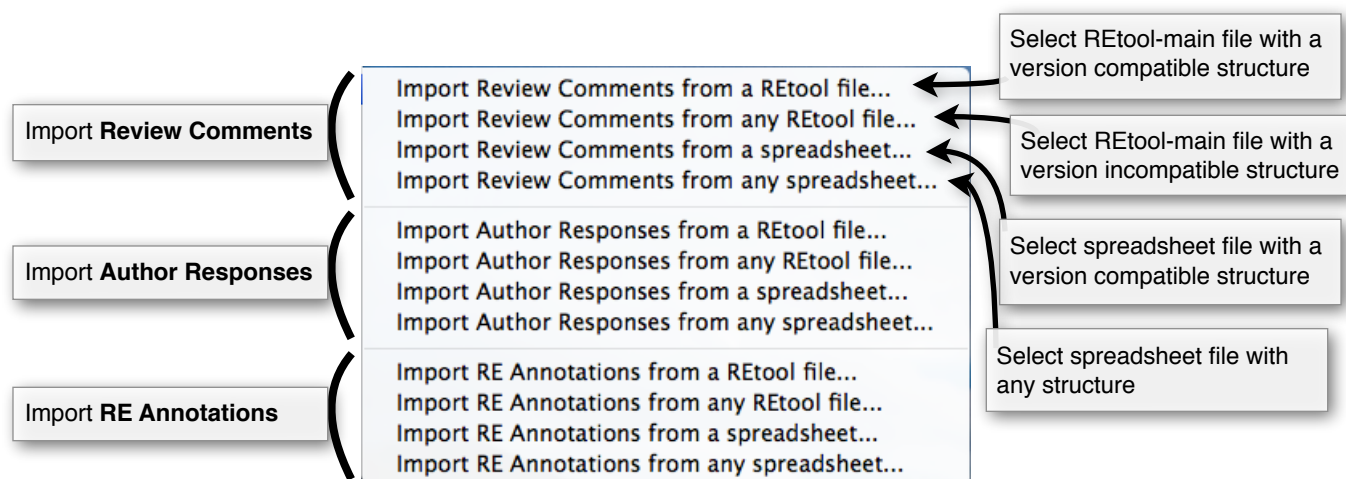 Select REtool-main file with a
version compatible structure
Import Review Comments from a REtool file...
Import Review Comments from any REtool file...
Import Review Comments
Import Review Comments from a spreadsheet...
Select REtool-main file with a
version incompatible structure
Import Review Comments from any spreadsheet...
Import Author Responses from a REtool file...
Import Author Responses from any REtool file...
Import Author Responses
Import Author Responses from a spreadsheet...
Import Author Responses from any spreadsheet...
Select spreadsheet file with a
version compatible structure
Select spreadsheet file with
any structure
Import RE Annotations from a REtool file...
Import RE Annotations from any REtool file...
Import RE Annotations
Import RE Annotations from a spreadsheet...
Import RE Annotations from any spreadsheet...